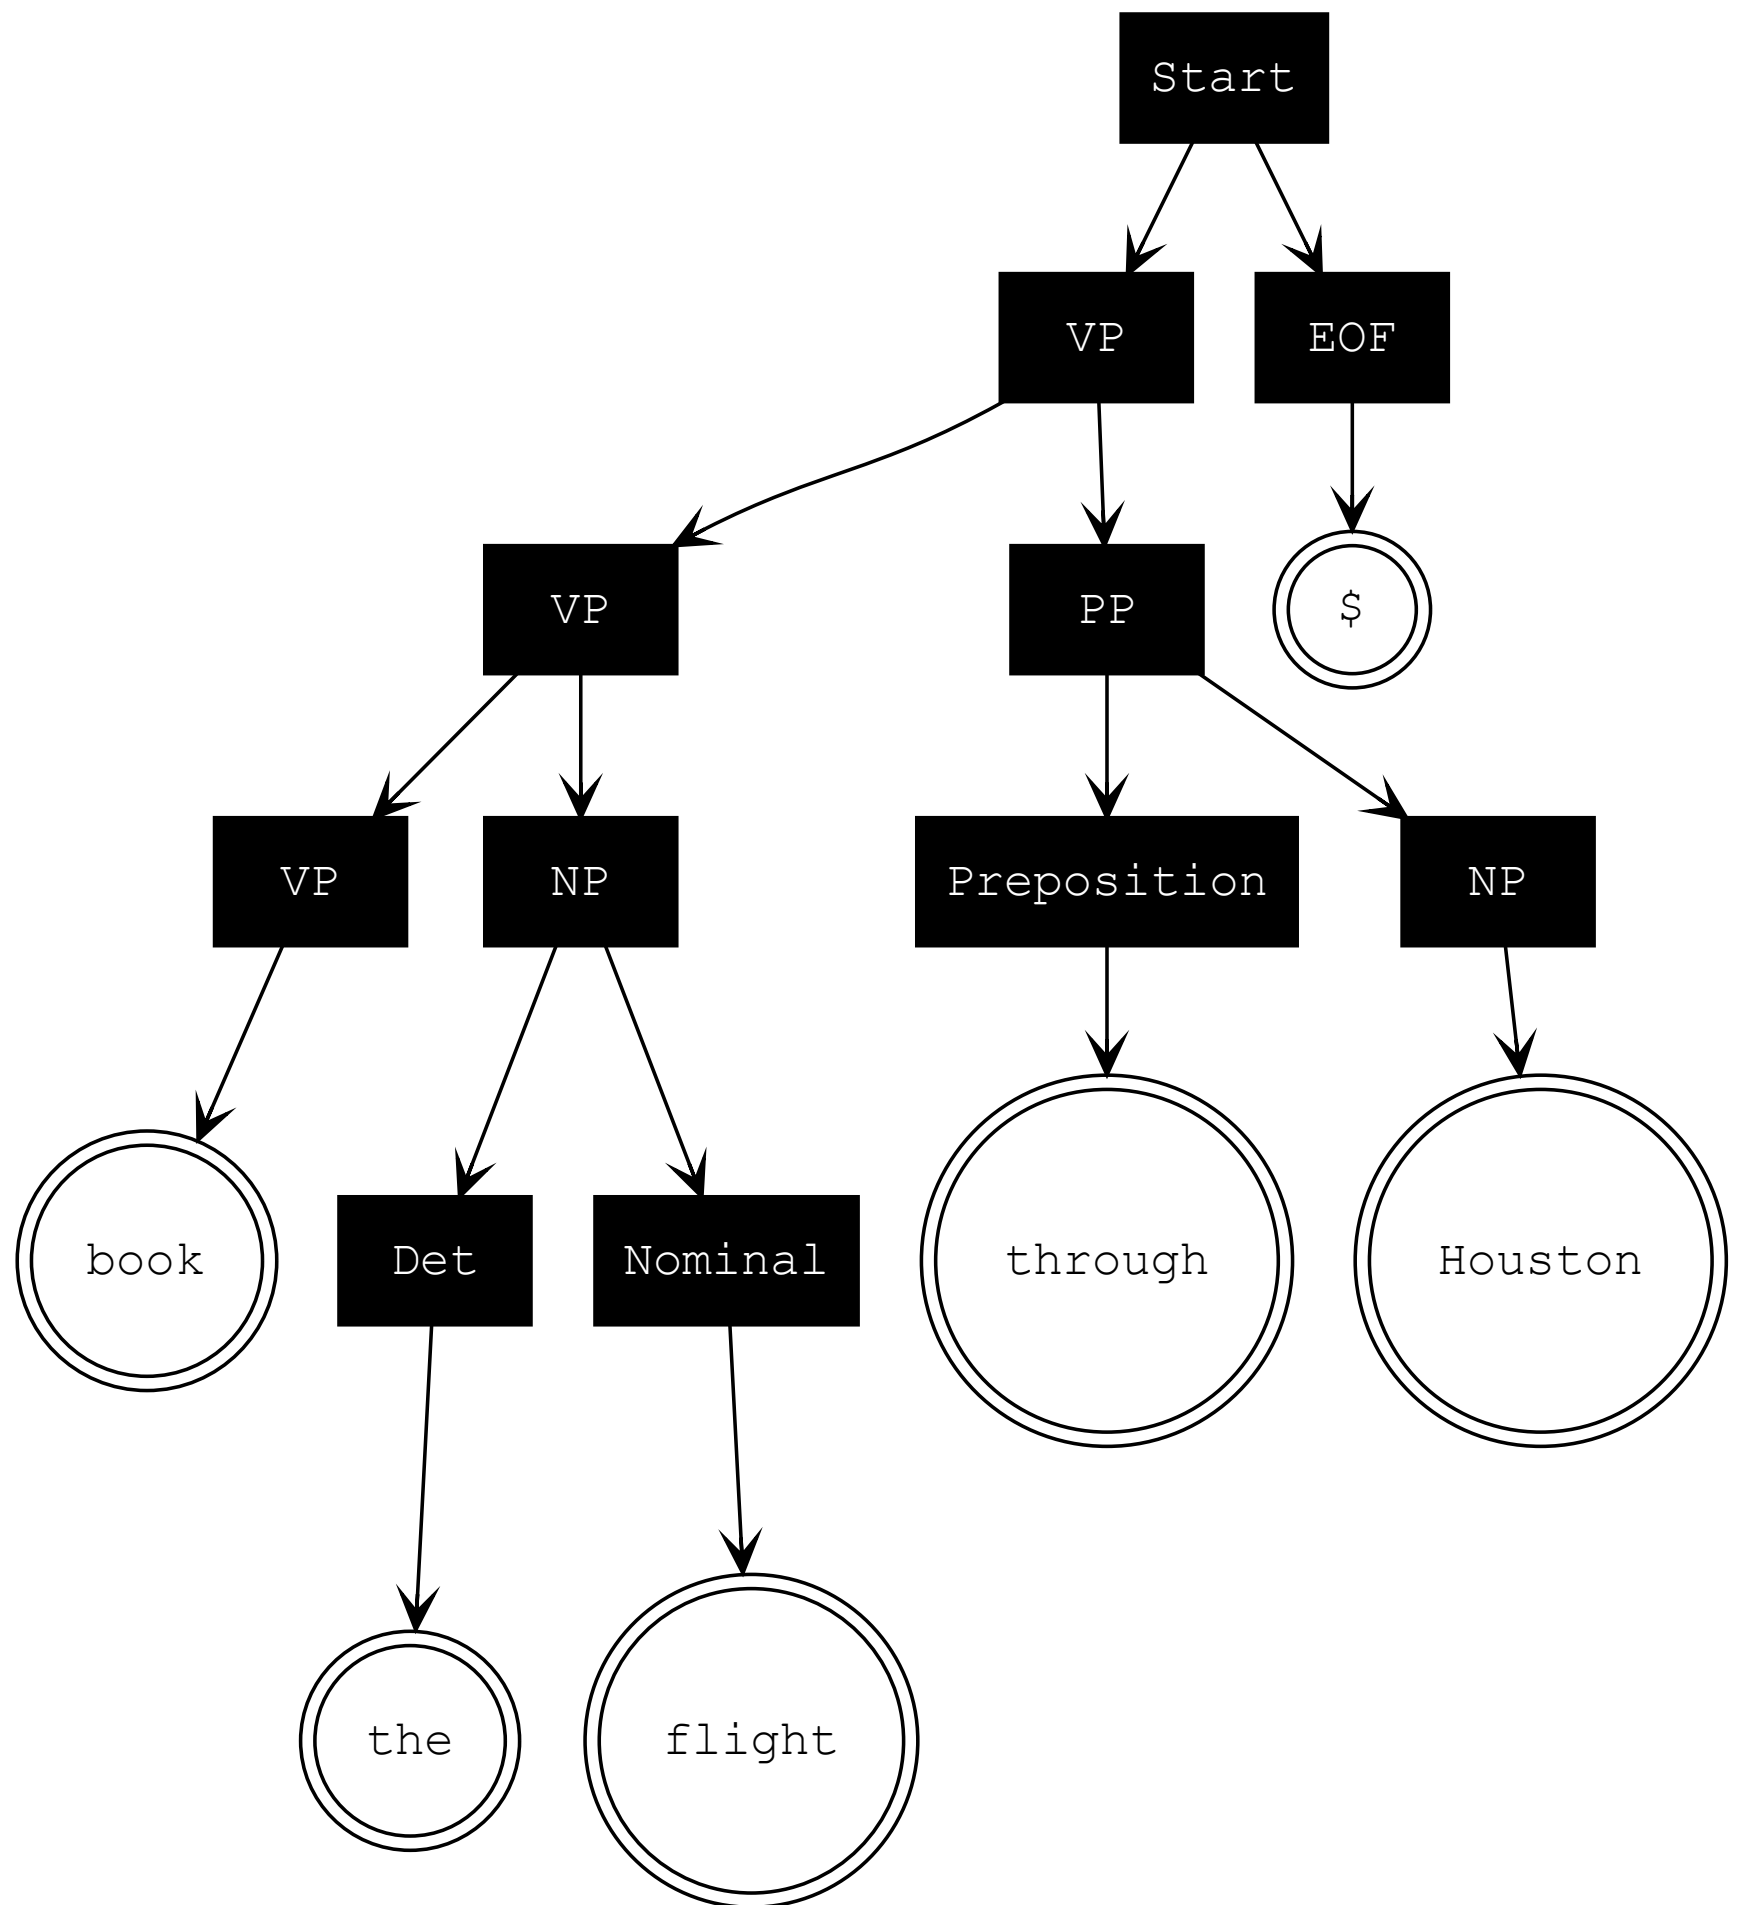 Start
VP
EOF
VP
PP
$
VP
NP
Preposition
NP
book
Det
Nominal
through
Houston
the
flight